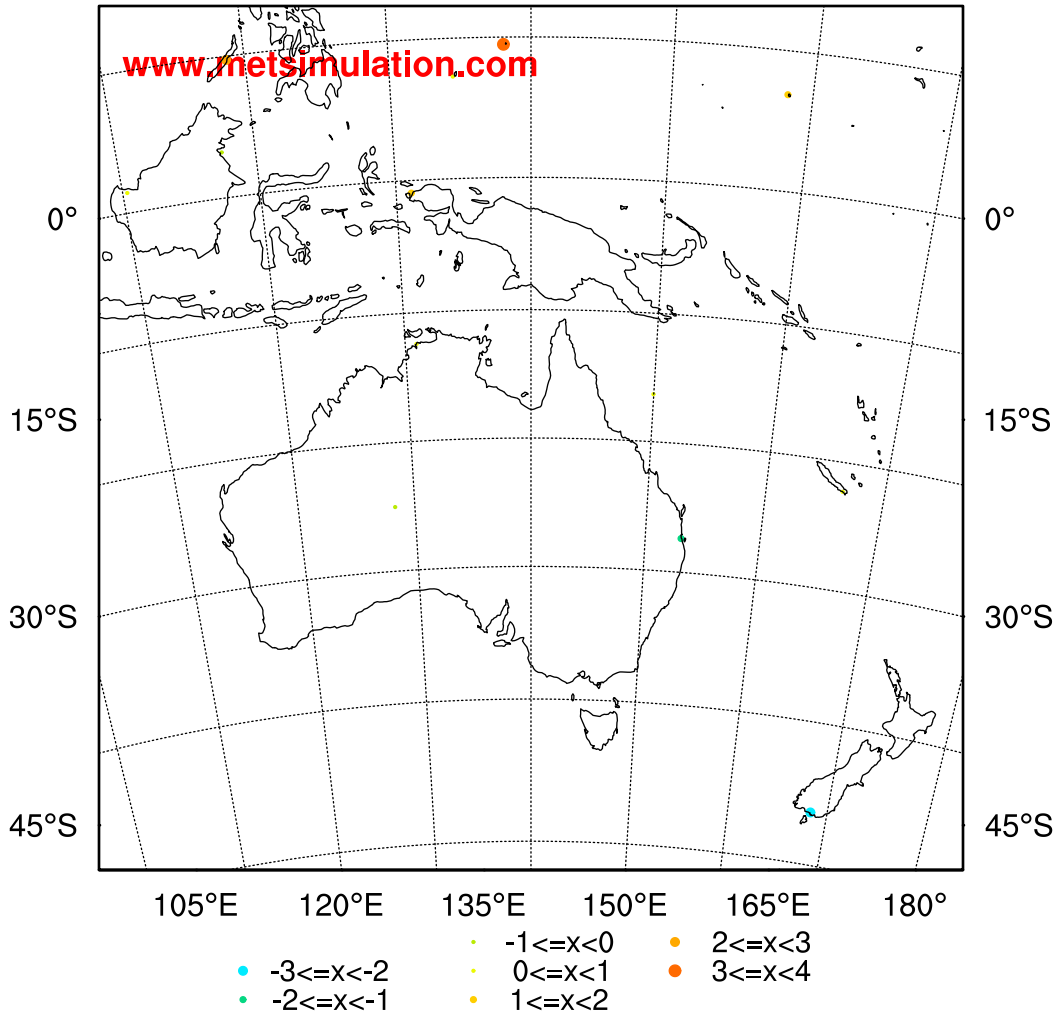 www.metsimulation.com
0° 0°
15°S 15°S
30°S 30°S
45°S 45°S
105°E 120°E 135°E 150°E 165°E 180°
-1<=x<0 2<=x<3
-3<=x<-2 0<=x<1 3<=x<4
-2<=x<-1 1<=x<2